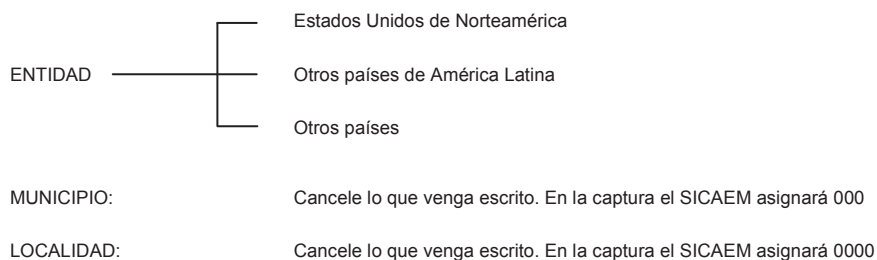 Estados Unidos de Norteamérica
ENTIDAD Otros países de América Latina
Otros países
MUNICIPIO: Cancele lo que venga escrito. En la captura el SICAEM asignará 000
LOCALIDAD: Cancele lo que venga escrito. En la captura el SICAEM asignará 0000